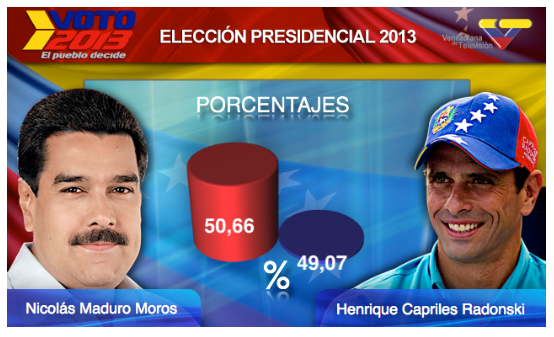 VOTO
2013
El pueblo decide
ELECCIÓN PRESIDENCIAL 2013
Venezolana
de Televisión
PORCENTAJES
50,66
49,07
%
Nicolás Maduro Moros
Henrique Capriles Radonski